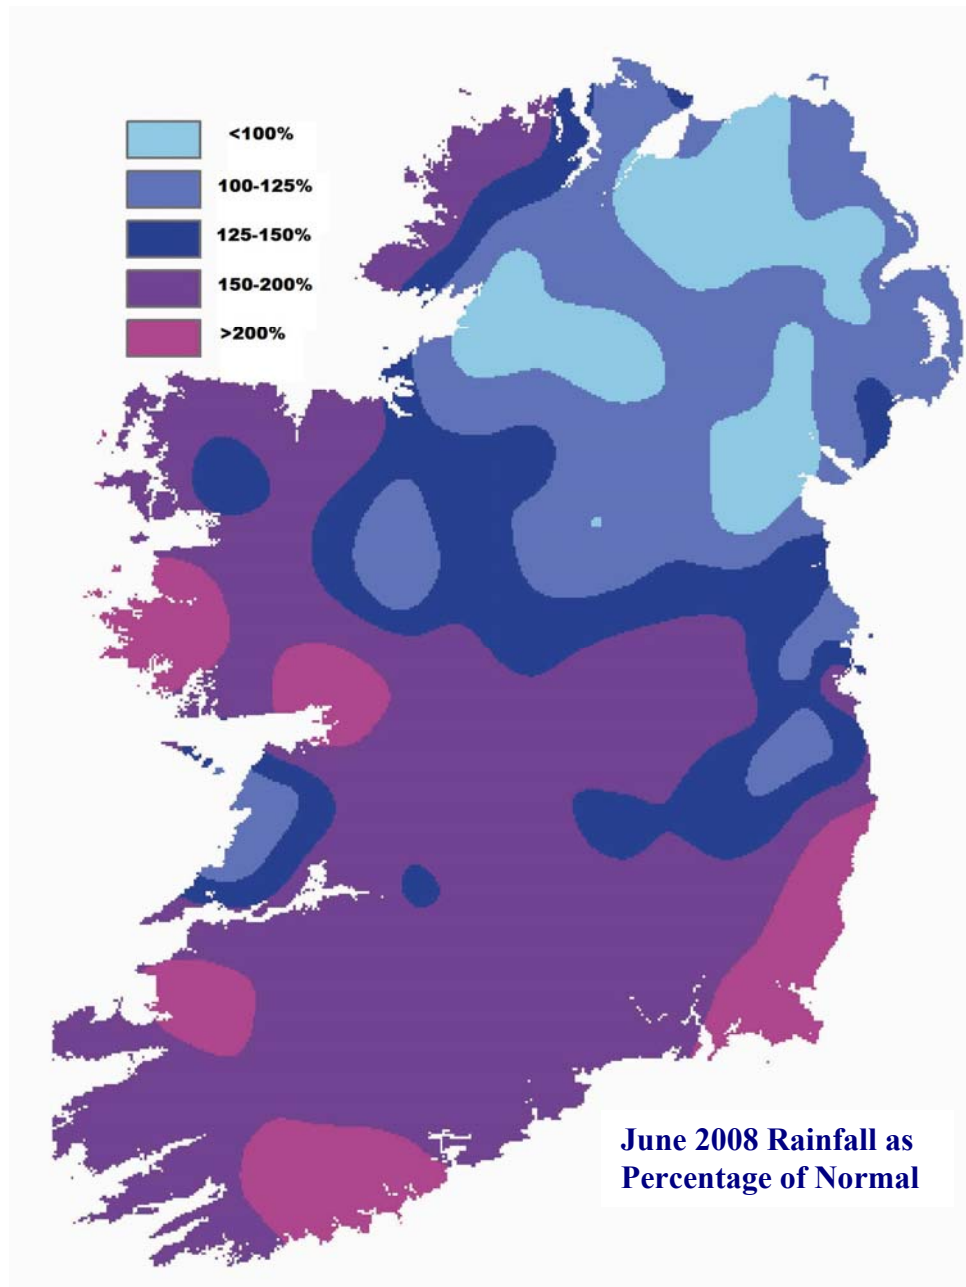 <100%
100-125%
125-150%
150-200%
>200%
June 2008 Rainfall as
Percentage of Normal